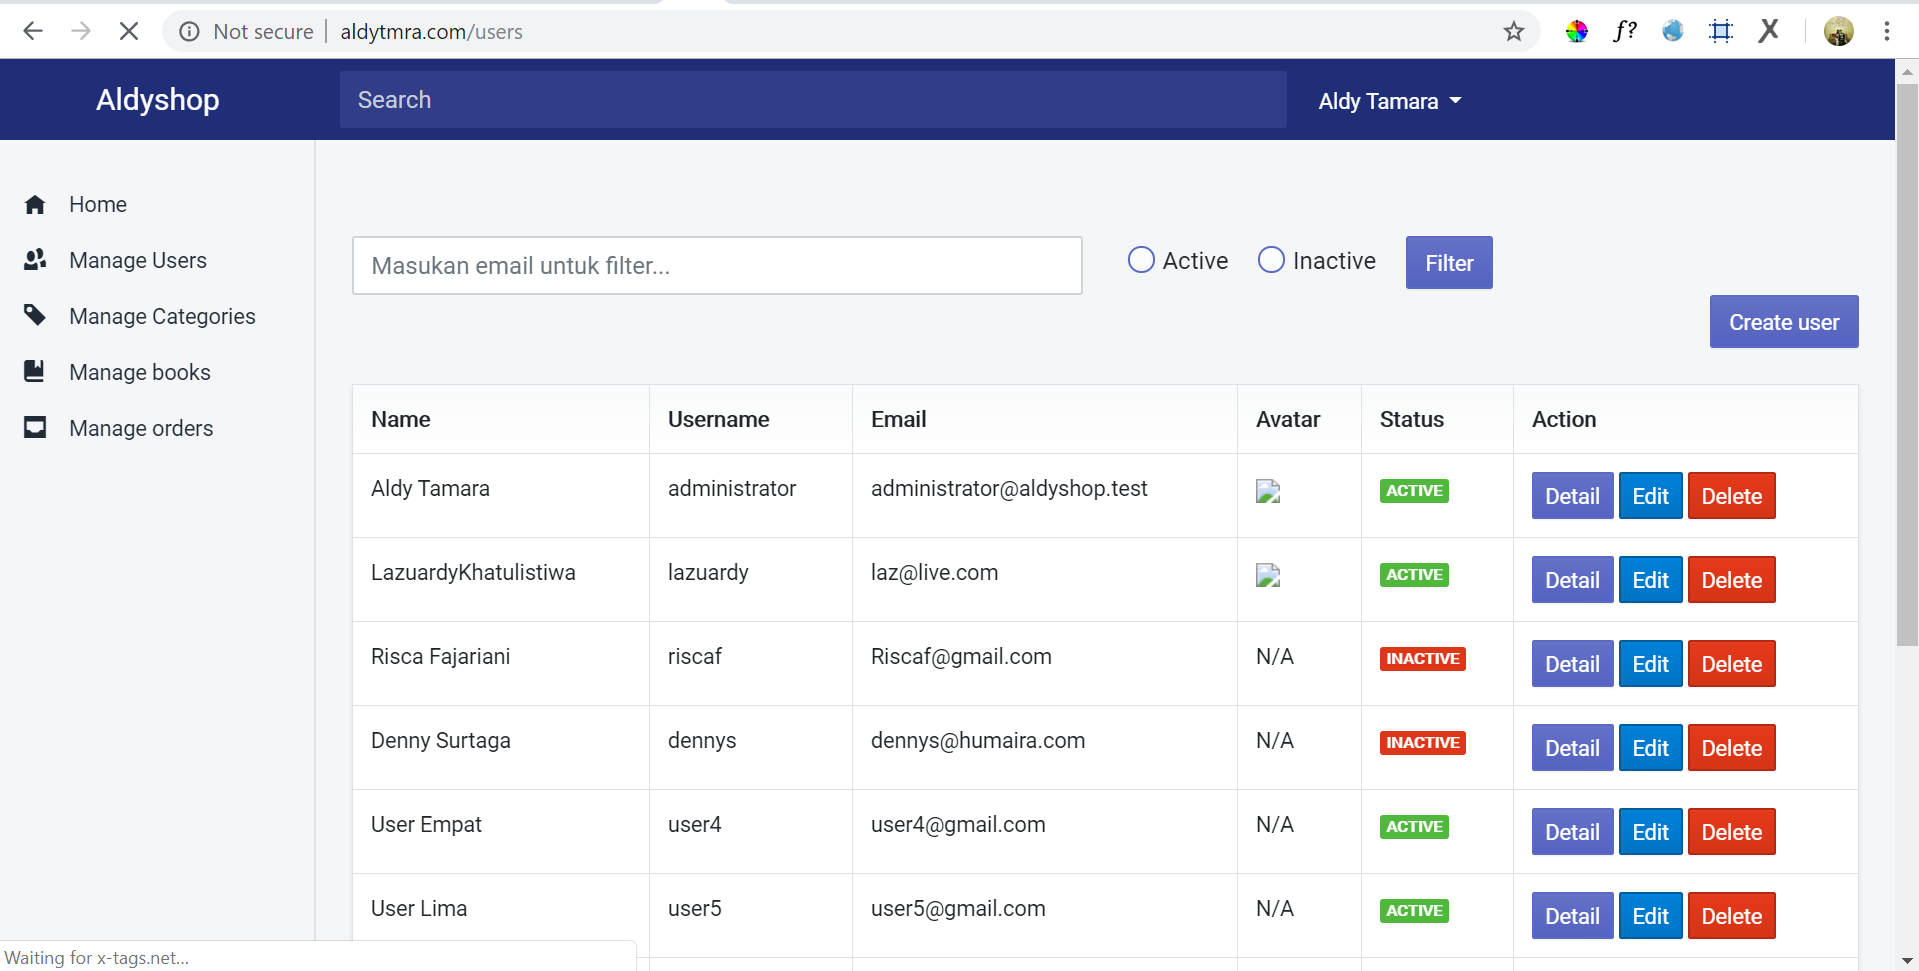 Not secure | aldytmra.com/users
f?
X
Aldyshop
Search
Aldy Tamara
Home
Manage Users
Manage Categories
Manage books
Manage orders
Masukan email untuk filter...
Active
Inactive
Filter
Create user
Name Username Email Avatar Status Action
Aldy Tamara administrator administrator@aldyshop.test ACTIVE Detail Edit Delete
LazuardyKhatulistiwa lazuardy laz@live.com ACTIVE Detail Edit Delete
Risca Fajariani riscaf Riscaf@gmail.com N/A INACTIVE Detail Edit Delete
Denny Surtaga dennys dennys@humaira.com N/A INACTIVE Detail Edit Delete
User Empat user4 user4@gmail.com N/A ACTIVE Detail Edit Delete
User Lima user5 user5@gmail.com N/A ACTIVE Detail Edit Delete
Waiting for x-tags.net...